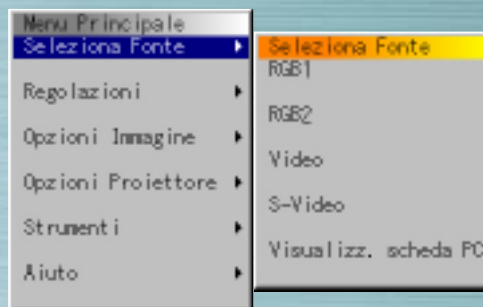 Menu Principale
Seleziona Fonte
Regolazioni
Opzioni Immagine
Opzioni Proiettore
Strumenti
Aiuto
Seleziona Fonte
RGB1
RGB2
Video
S-Video
Visualizz. scheda PC